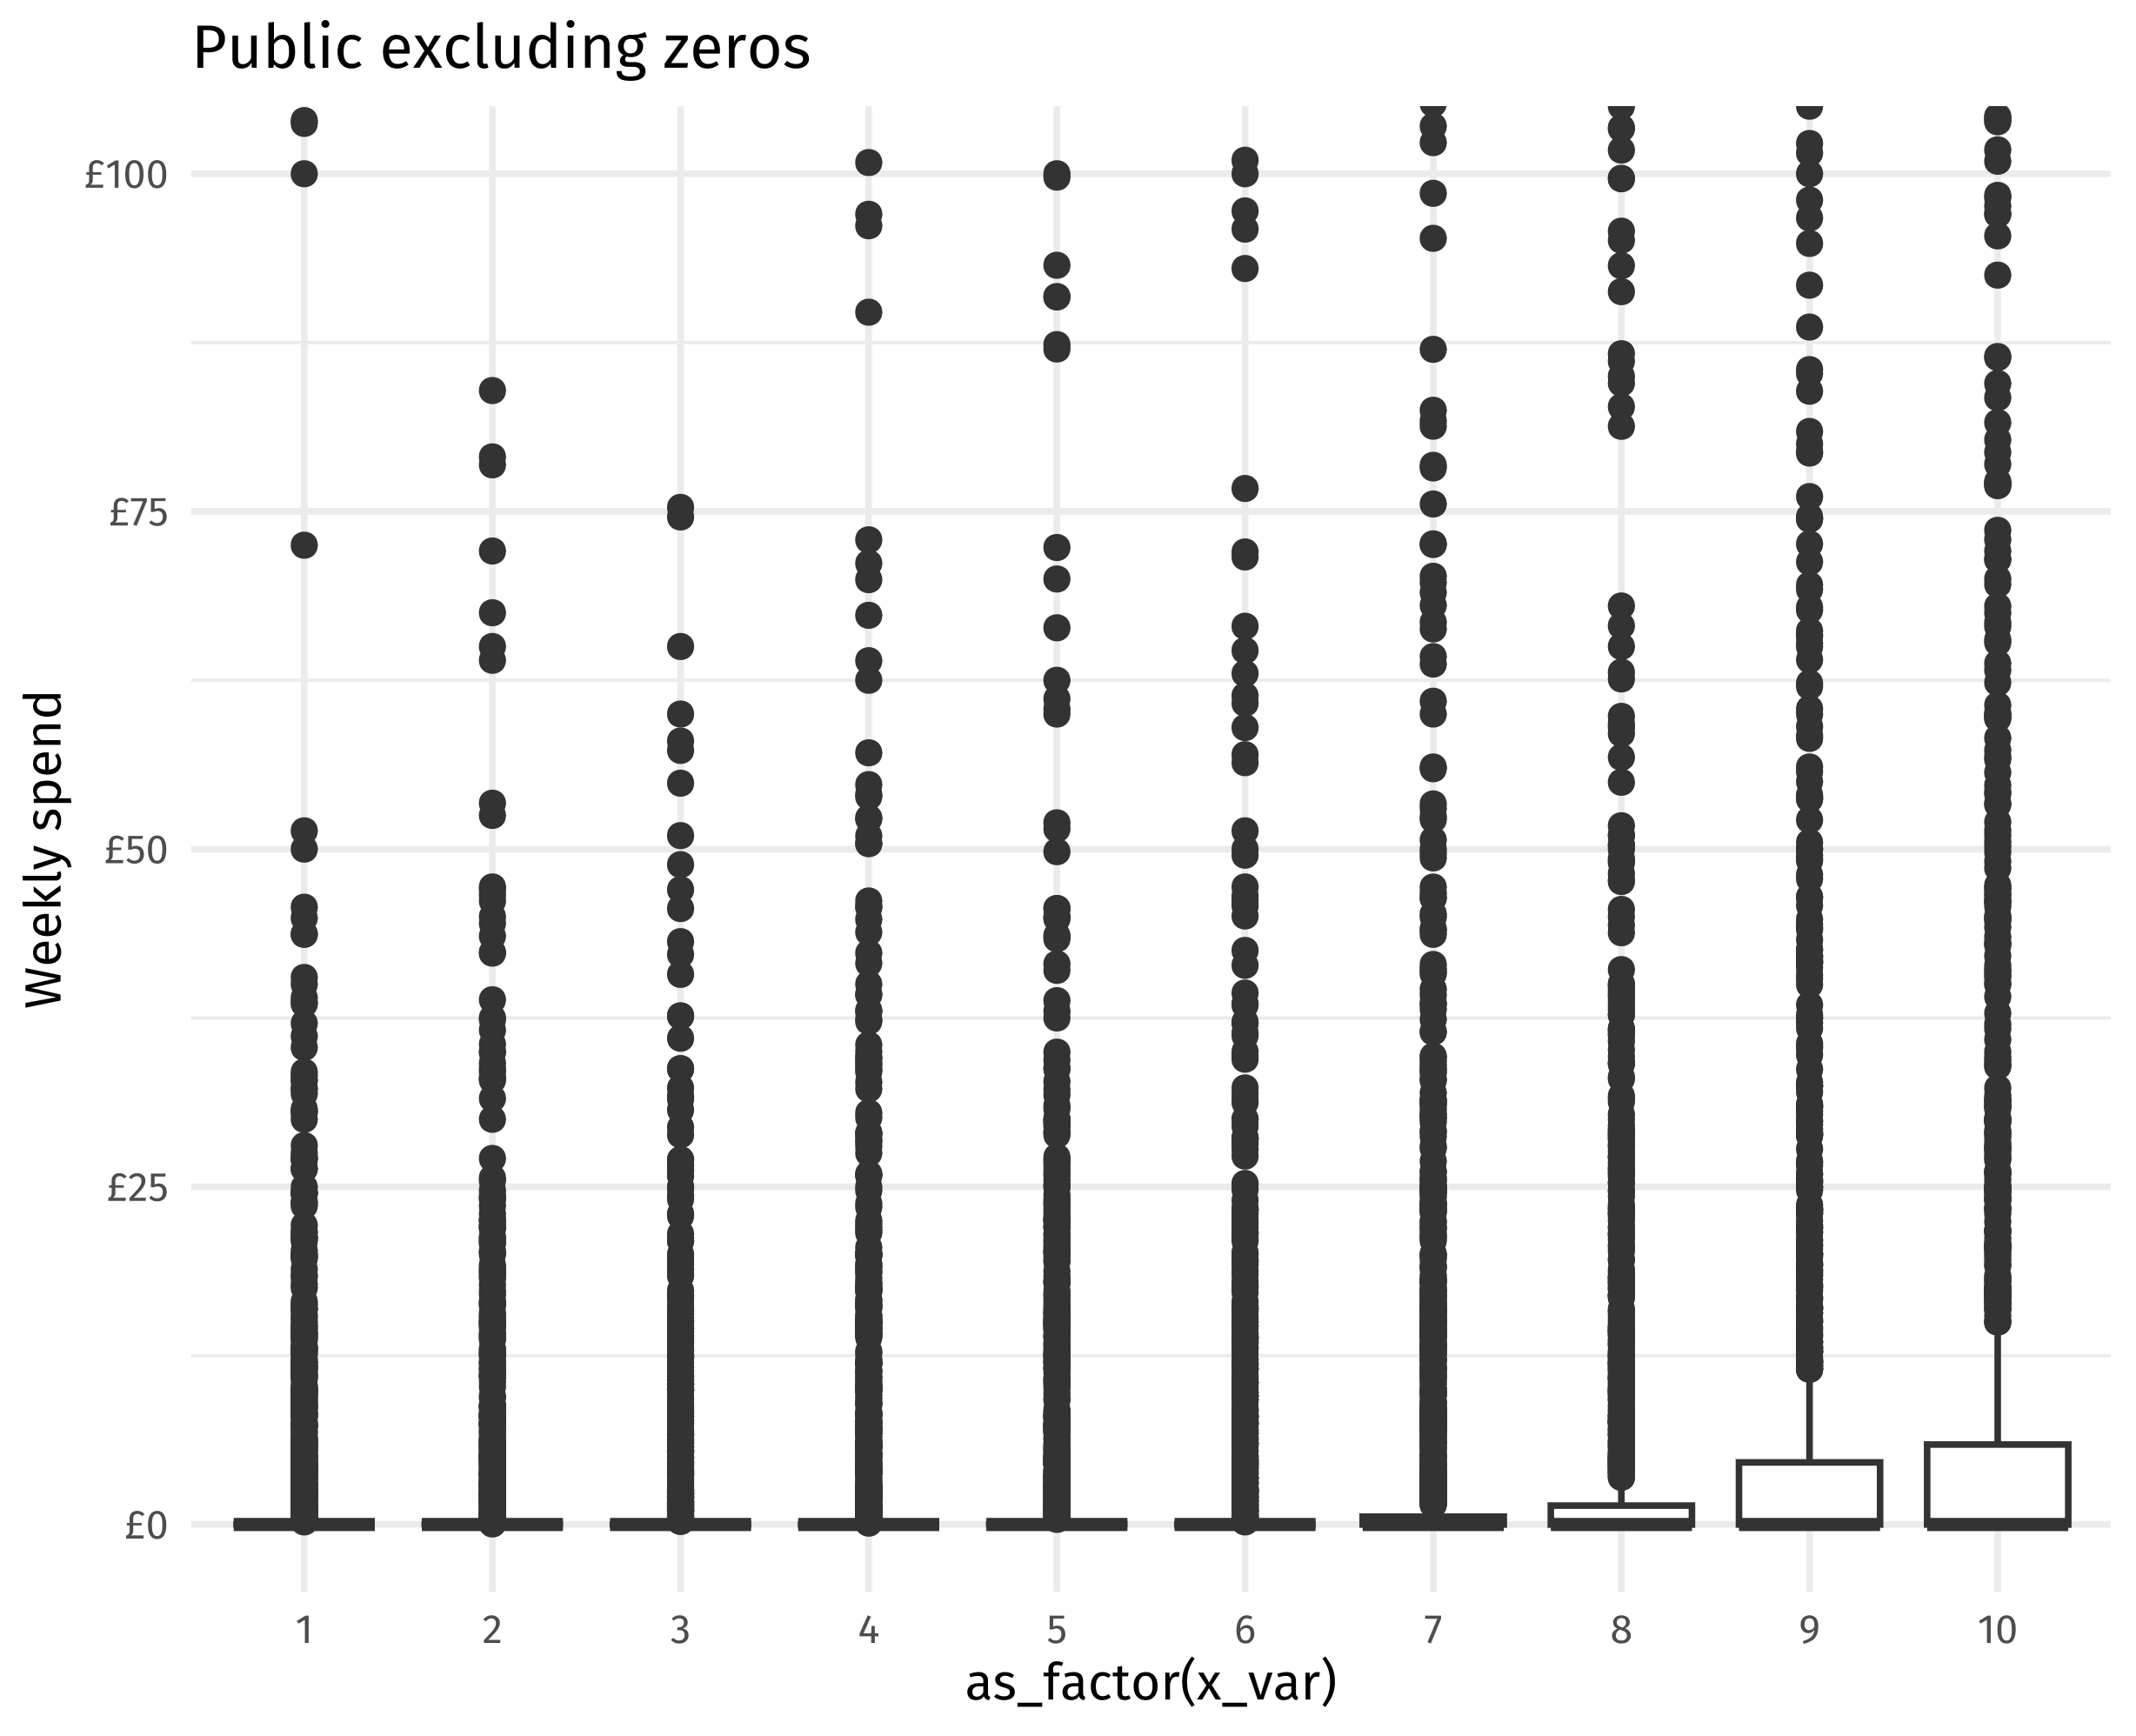 Public excluding zeros
£100
£75
£50
£25
£0
Weekly spend
1 2 3 4 5 6 7 8 9 10
as_factor(x_var)